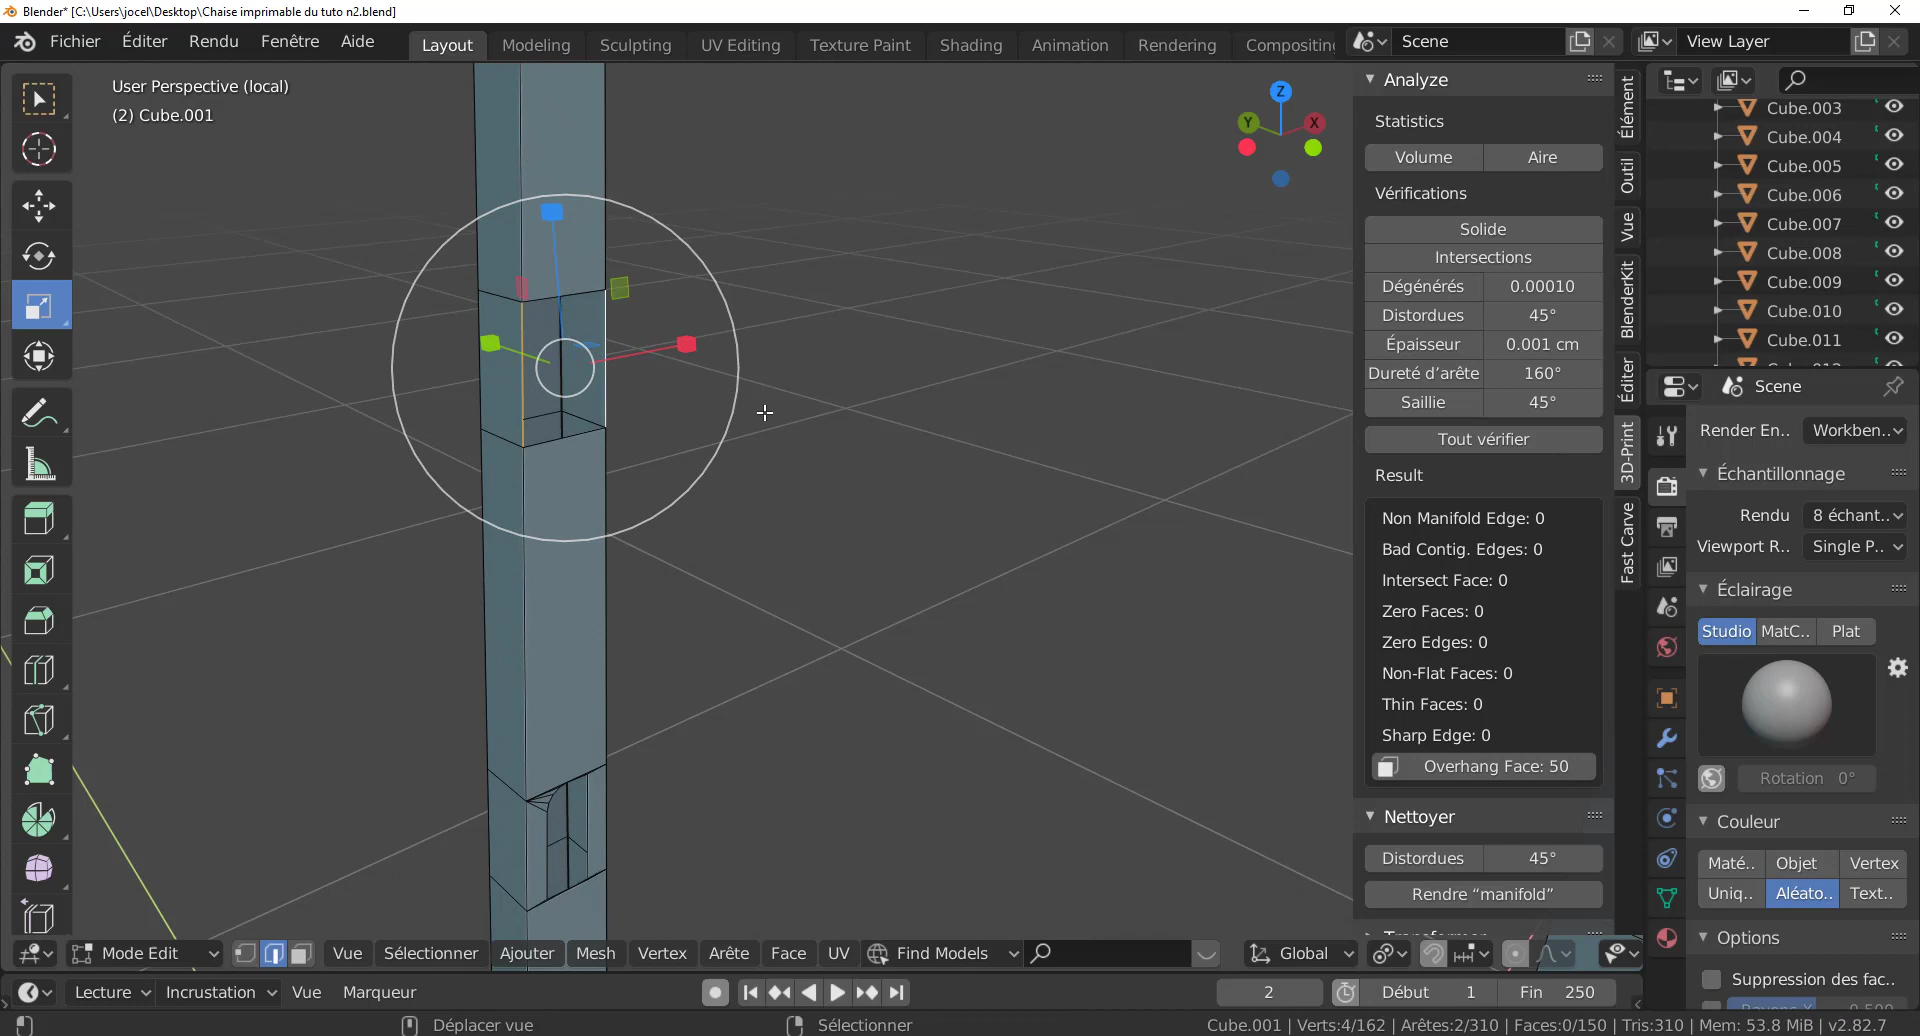 Blender* [C:\Users\jocel\Desktop\Chaise imprimable du tuto n2.blend]
Fichier Éditer Rendu Fenêtre Aide
Layout Modeling Sculpting UV Editing Texture Paint Shading Animation Rendering Compositing
Scene
View Layer
User Perspective (local)
(2) Cube.001
Z
Y
X
Analyze
Statistics
Volume Aire
Vérifications
Solide
Intersections
Dégénérés 0.00010
Distordues 45°
Épaisseur 0.001 cm
Dureté d'arête 160°
Saillie 45°
Tout vérifier
Result
Non Manifold Edge: 0
Bad Contig. Edges: 0
Intersect Face: 0
Zero Faces: 0
Zero Edges: 0
Non-Flat Faces: 0
Thin Faces: 0
Sharp Edge: 0
Overhang Face: 50
Nettoyer
Distordues 45°
Rendre “manifold”
Transformer
Élément
Outil
Vue
BlenderKit
Éditer
3D-Print
Fast Carve
Cube.003
Cube.004
Cube.005
Cube.006
Cube.007
Cube.008
Cube.009
Cube.010
Cube.011
Scene
Render En.. Workben..
Échantillonnage
Rendu 8 échant..
Viewport R.. Single P..
Éclairage
Studio MatC.. Plat
Rotation 0°
Couleur
Maté.. Objet Vertex
Uniq.. Aléato.. Text..
Options
Suppression des fac..
Rayons X 0.500
Mode Edit Vue Sélectionner Ajouter Mesh Vertex Arête Face UV Find Models Global
Lecture Incrustation Vue Marqueur 2 Début 1 Fin 250
Déplacer vue Sélectionner Cube.001 | Verts:4/162 | Arêtes:2/310 | Faces:0/150 | Tris:310 | Mem: 53.8 MiB | v2.82.7